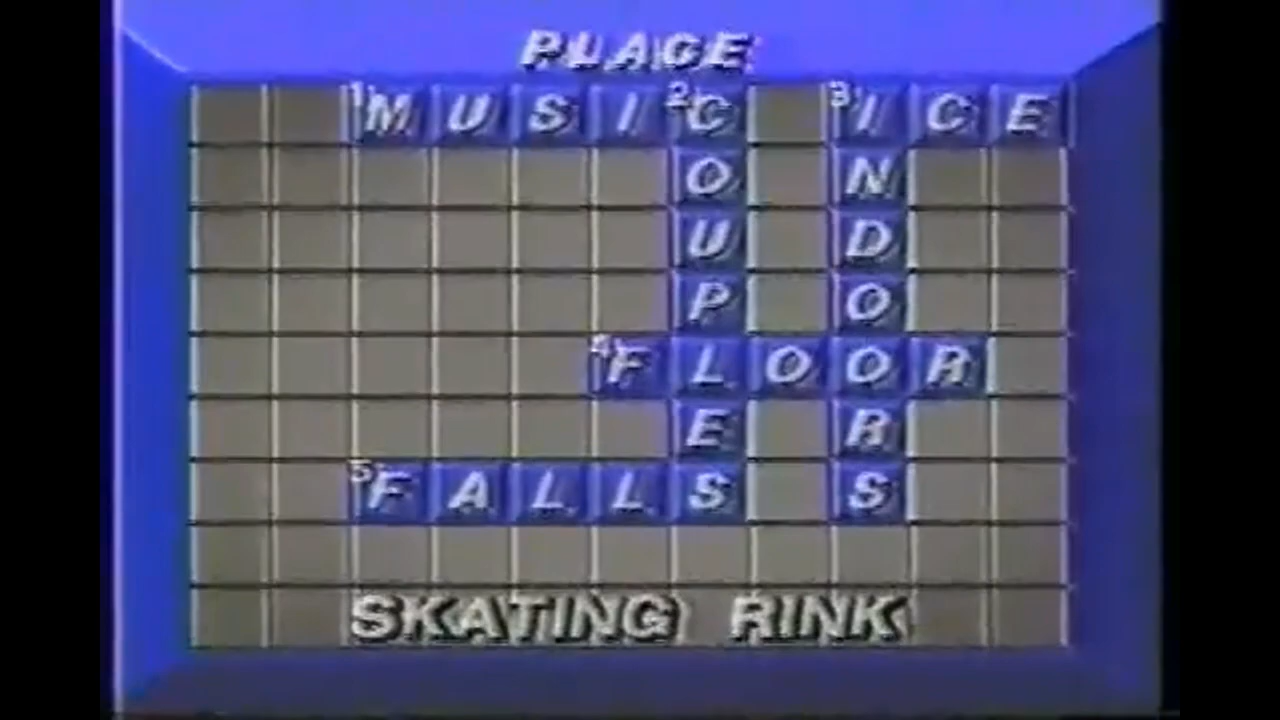 PLACE
1MUSI2C 3ICE
O N
U D
P O
4FLOOR
E R
5FALLS S
SKATING RINK